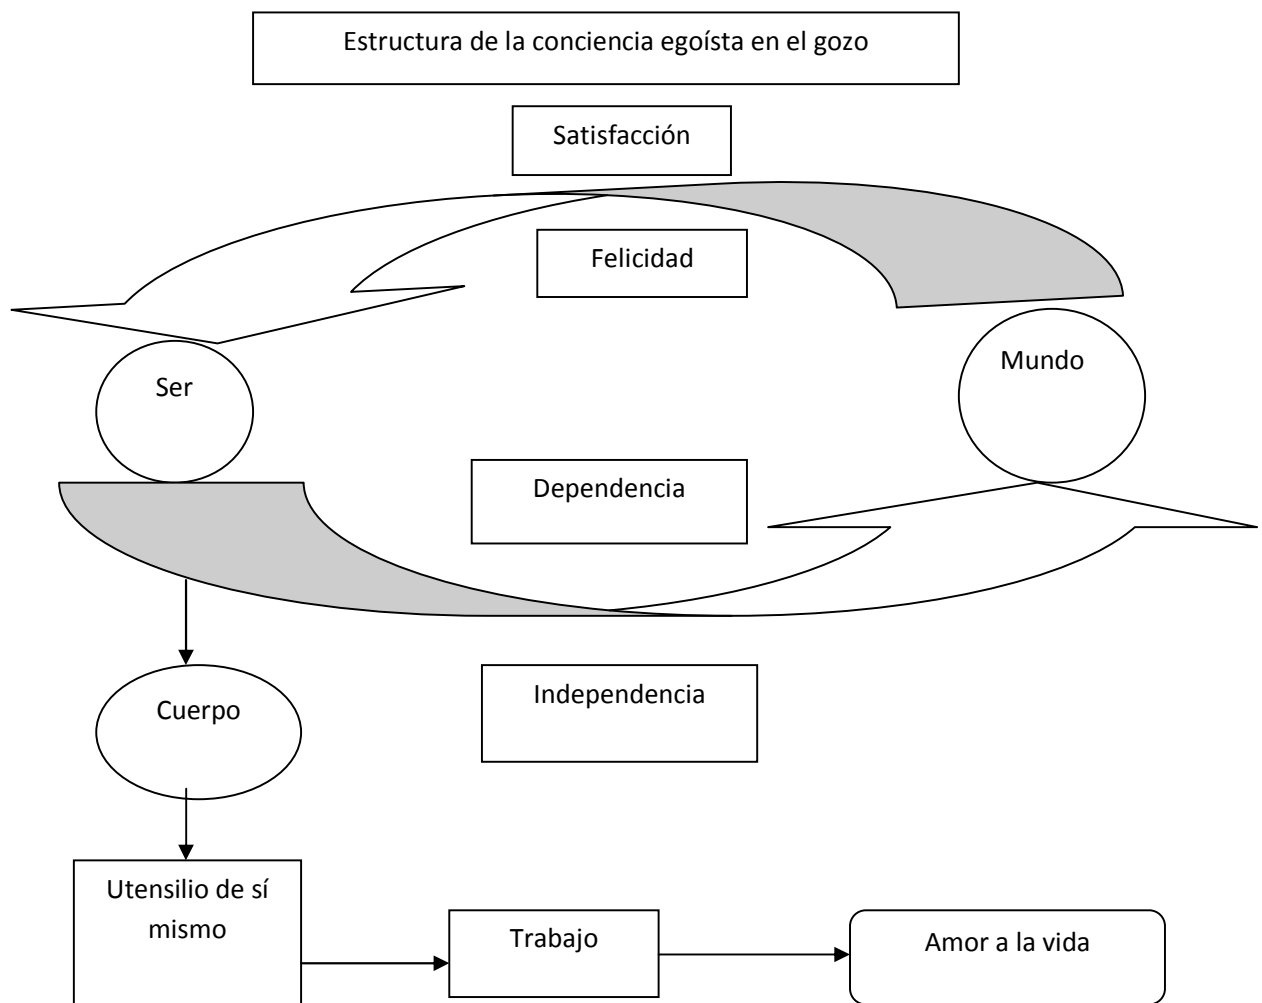 Estructura de la conciencia egoísta en el gozo
Satisfacción
Felicidad
Ser
Mundo
Dependencia
Independencia
Cuerpo
Utensilio de sí
mismo
Trabajo
Amor a la vida